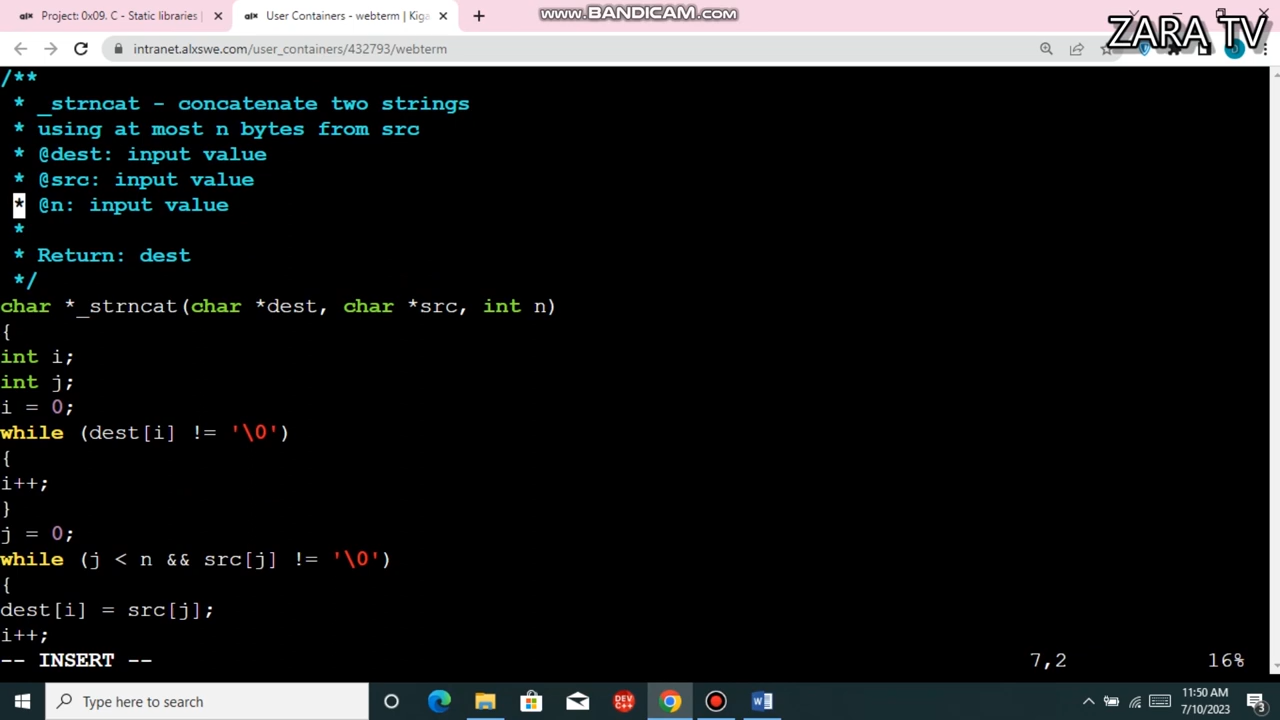 Project: 0x09. C - Static libraries |
User Containers - webterm | Kiga
www.BANDICAM.com
ZARA TV
intranet.alxswe.com/user_containers/432793/webterm
/**
* _strncat - concatenate two strings
* using at most n bytes from src
* @dest: input value
* @src: input value
* @n: input value
*
* Return: dest
*/
char *_strncat(char *dest, char *src, int n)
{
int i;
int j;
i = 0;
while (dest[i] != '\0')
{
i++;
}
j = 0;
while (j < n && src[j] != '\0')
{
dest[i] = src[j];
i++;
-- INSERT -- 7,2 16%
Type here to search
DEV C++
11:50 AM
7/10/2023
3